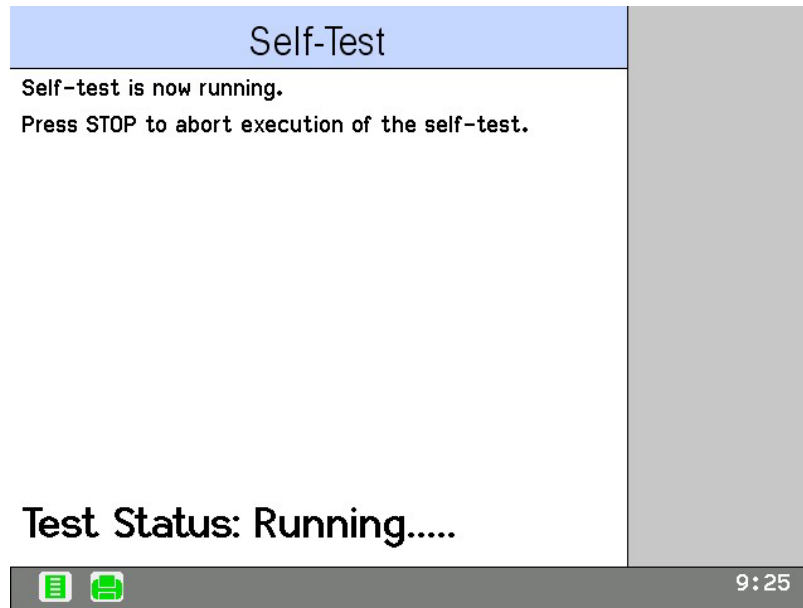 Self-Test
Self-test is now running.
Press STOP to abort execution of the self-test.
Test Status: Running.....
9:25